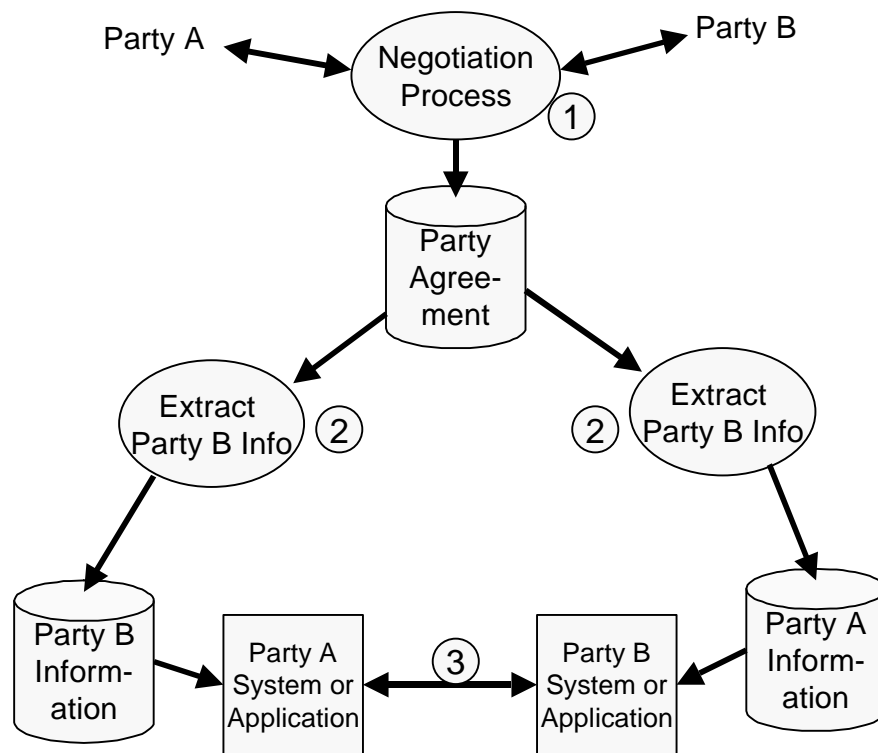 Party A
Party B
Negotiation
Process
1
Party
Agree-
ment
Extract
Party B Info
2
2
Extract
Party B Info
Party B
Inform-
ation
Party A
System or
Application
3
Party B
System or
Application
Party A
Inform-
ation